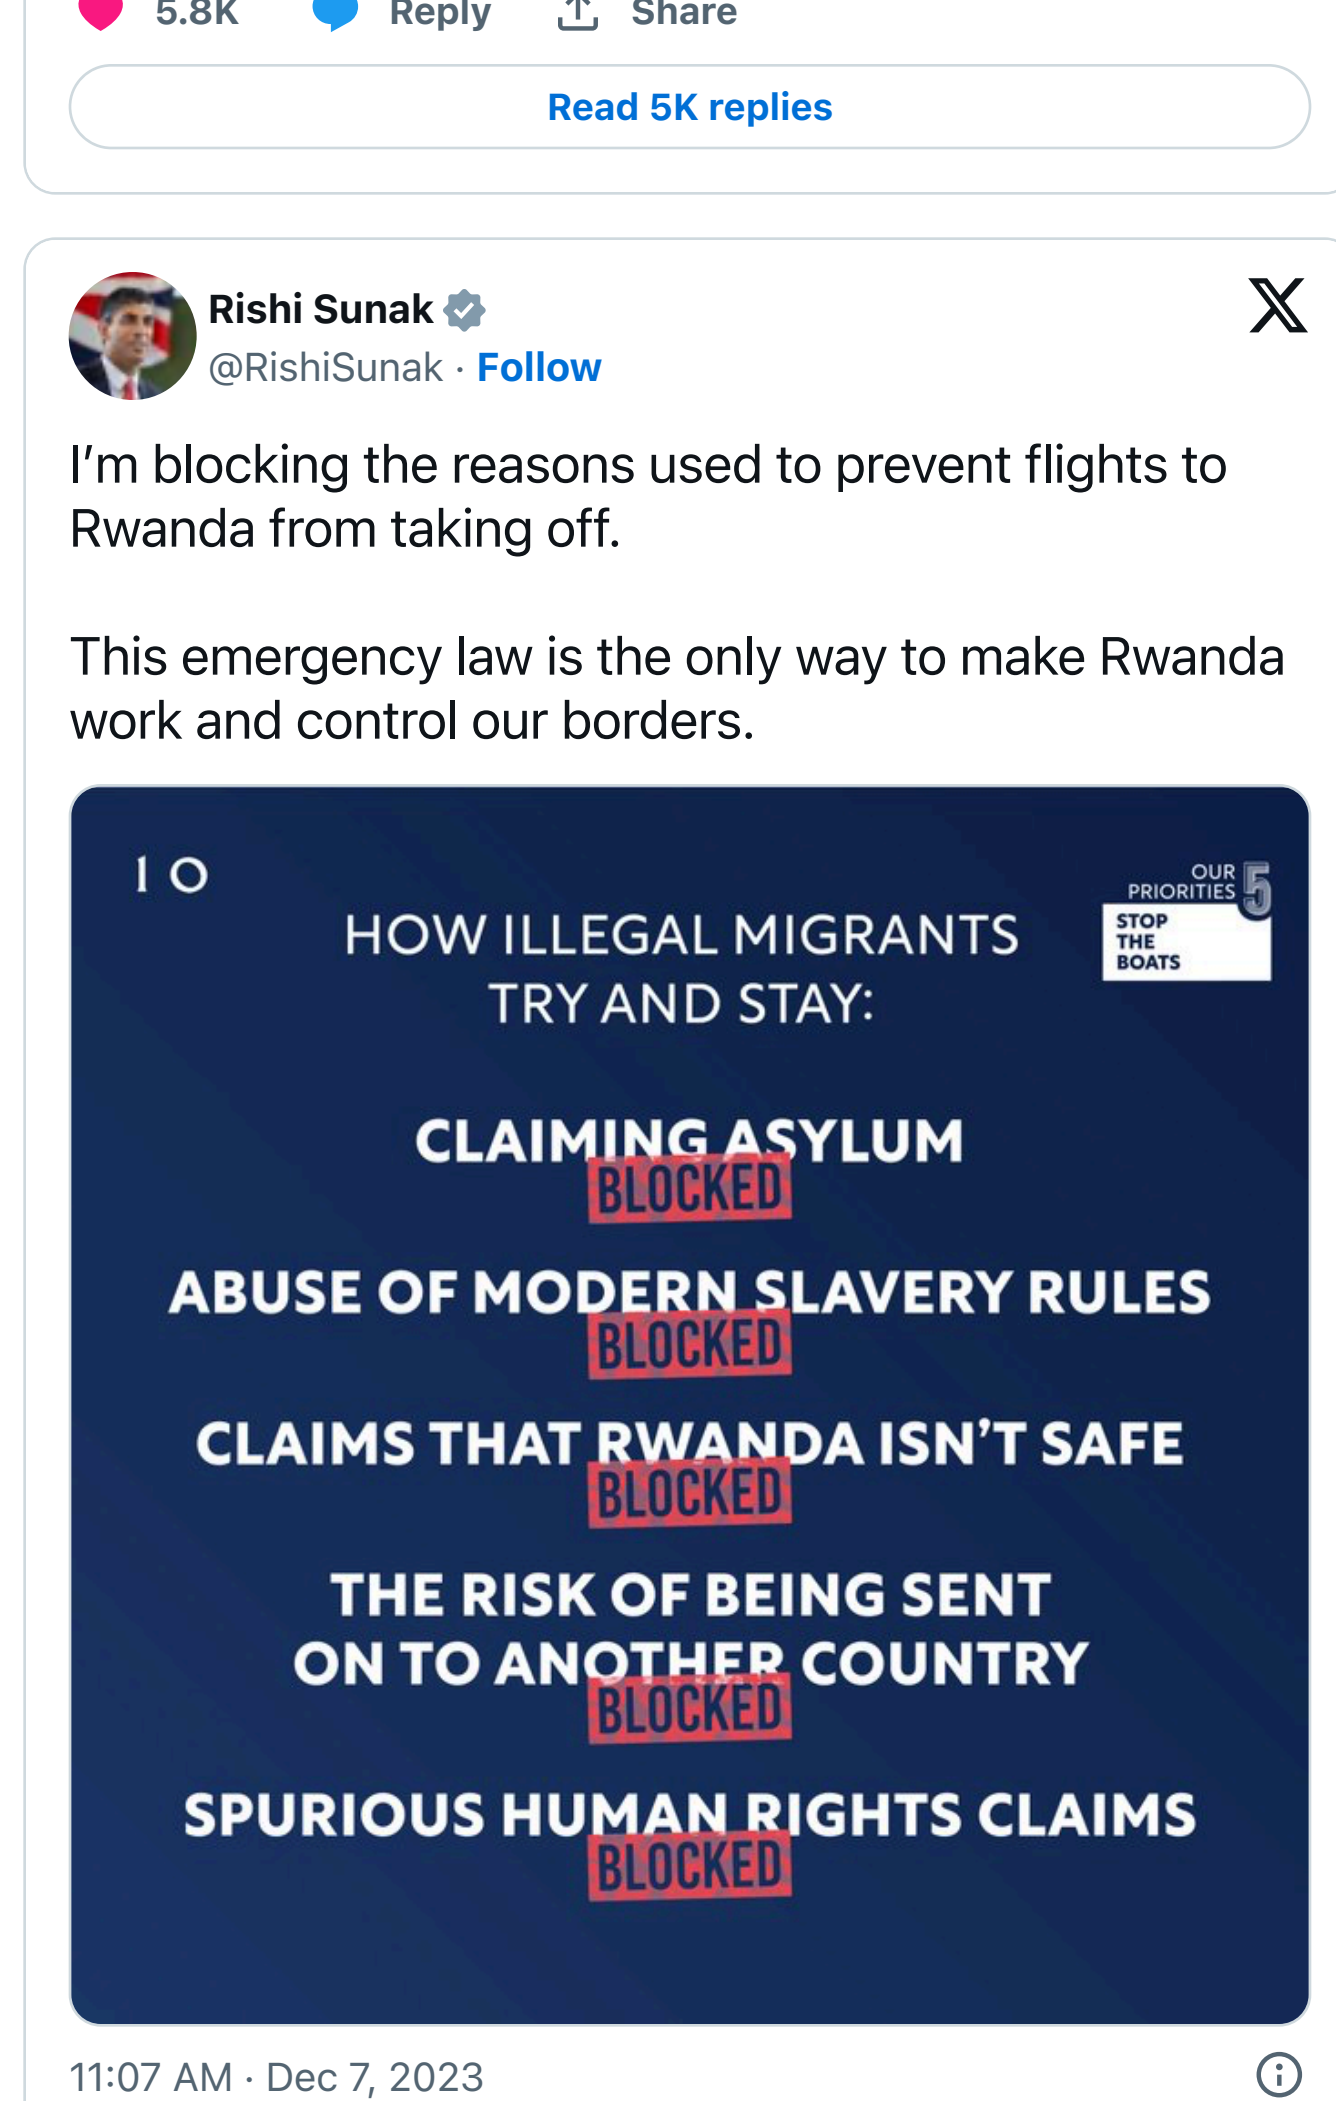 5.8K Reply Share
Read 5K replies
Rishi Sunak
@RishiSunak · Follow
I’m blocking the reasons used to prevent flights to
Rwanda from taking off.
This emergency law is the only way to make Rwanda
work and control our borders.
10
OUR
PRIORITIES 5
STOP
THE
BOATS
HOW ILLEGAL MIGRANTS
TRY AND STAY:
CLAIMING ASYLUM
BLOCKED
ABUSE OF MODERN SLAVERY RULES
BLOCKED
CLAIMS THAT RWANDA ISN’T SAFE
BLOCKED
THE RISK OF BEING SENT
ON TO ANOTHER COUNTRY
BLOCKED
SPURIOUS HUMAN RIGHTS CLAIMS
BLOCKED
11:07 AM · Dec 7, 2023